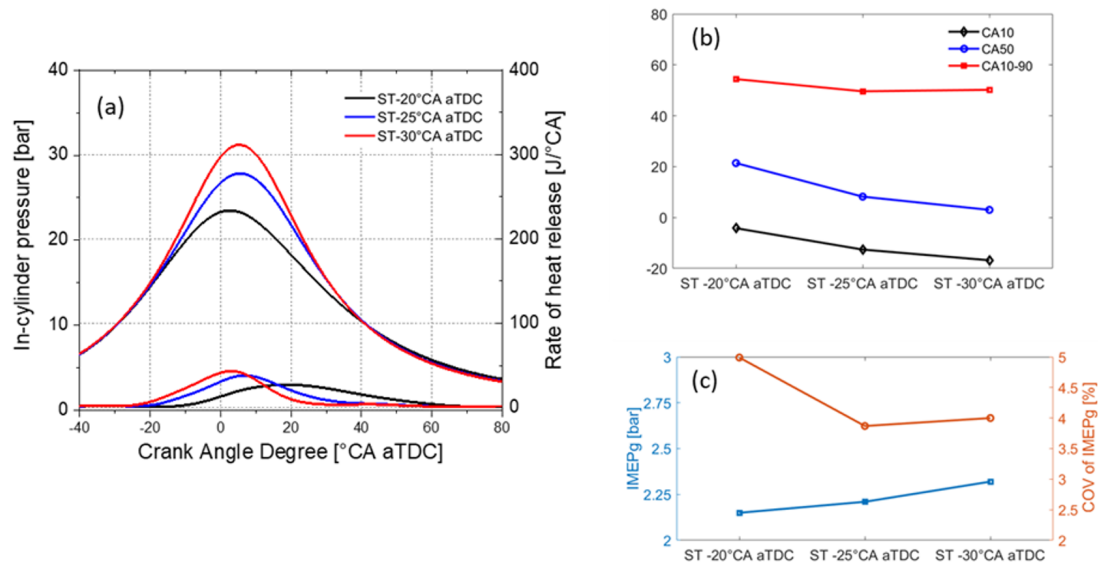 (a)
ST-20°CA aTDC
ST-25°CA aTDC
ST-30°CA aTDC
In-cylinder pressure [bar]
40
30
20
10
0
Rate of heat release [J/°CA]
400
300
200
100
0
-40 -20 0 20 40 60 80
Crank Angle Degree [°CA aTDC]
(b)
CA10
CA50
CA10-90
80
60
40
20
0
-20
ST -20°CA aTDC ST -25°CA aTDC ST -30°CA aTDC
(c)
IMEPg [bar]
3
2.75
2.5
2.25
2
COV of IMEPg [%]
5
4.5
4
3.5
3
2.5
2
ST -20°CA aTDC ST -25°CA aTDC ST -30°CA aTDC